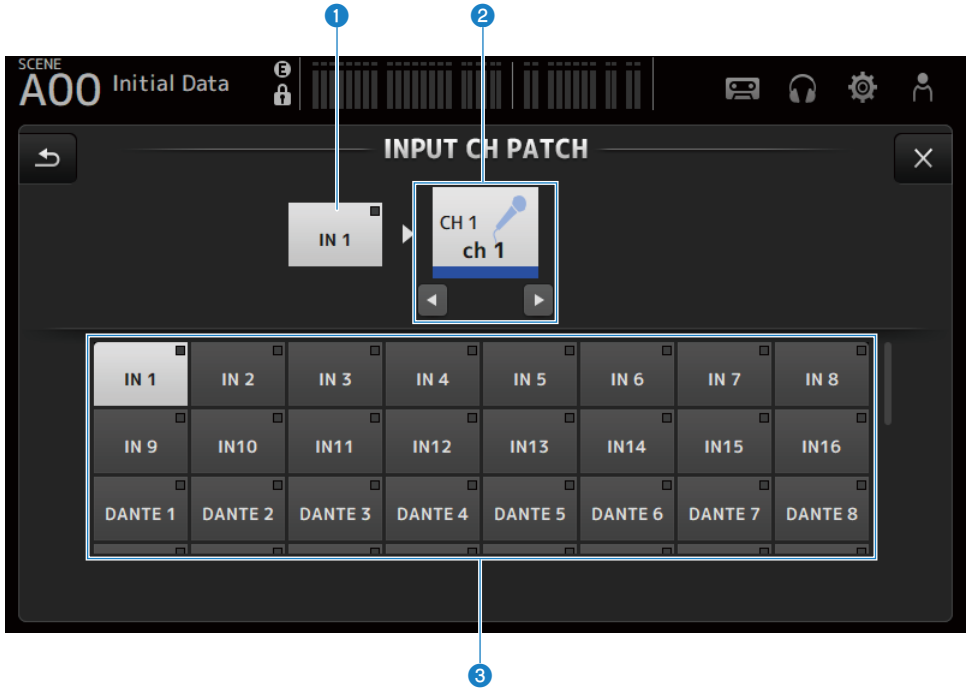 1
2
SCENE
A00 Initial Data
E
INPUT CH PATCH
IN 1
CH 1
ch 1
IN 1 IN 2 IN 3 IN 4 IN 5 IN 6 IN 7 IN 8
IN 9 IN10 IN11 IN12 IN13 IN14 IN15 IN16
DANTE 1 DANTE 2 DANTE 3 DANTE 4 DANTE 5 DANTE 6 DANTE 7 DANTE 8
3